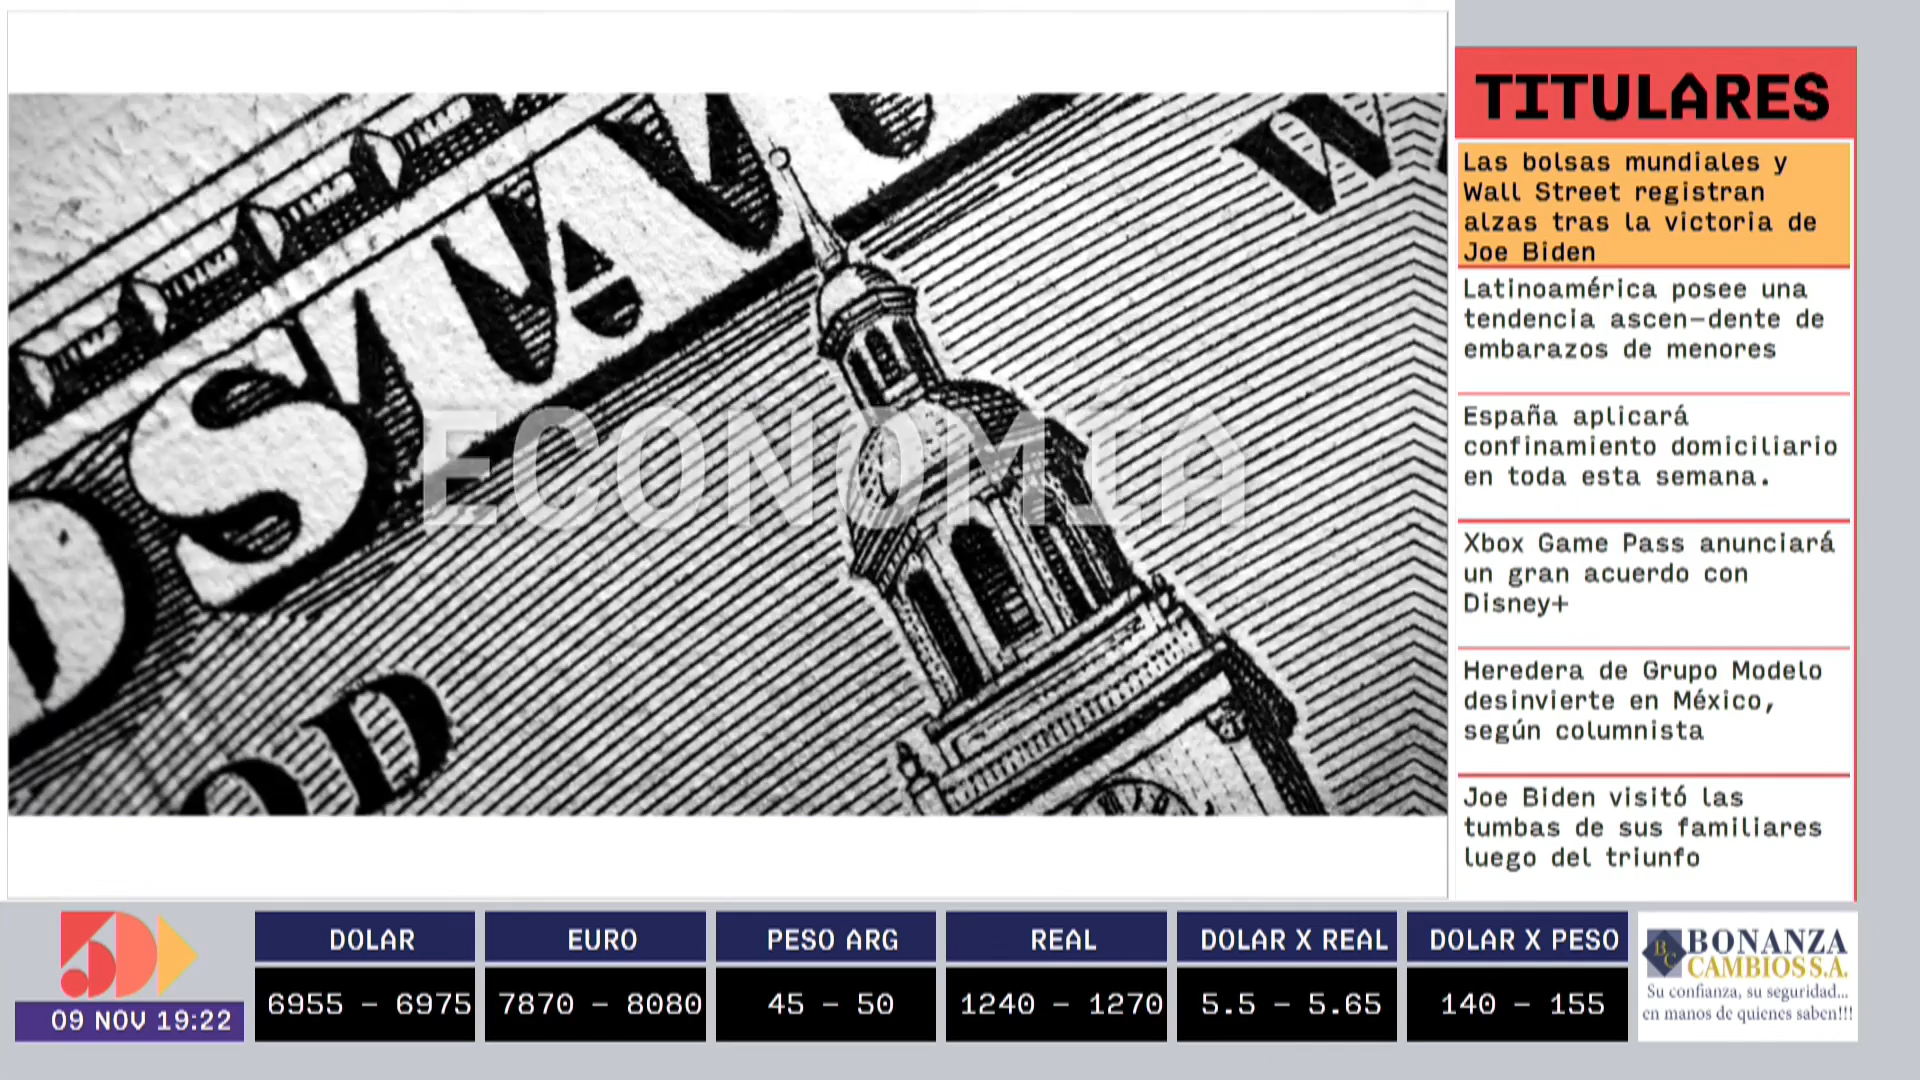 ECONOMÍA
TITULARES
Las bolsas mundiales y
Wall Street registran
alzas tras la victoria de
Joe Biden
Latinoamérica posee una
tendencia ascen-dente de
embarazos de menores
España aplicará
confinamiento domiciliario
en toda esta semana.
Xbox Game Pass anunciará
un gran acuerdo con
Disney+
Heredera de Grupo Modelo
desinvierte en México,
según columnista
Joe Biden visitó las
tumbas de sus familiares
luego del triunfo
5D
09 NOV 19:22
DOLAR
6955 - 6975
EURO
7870 - 8080
PESO ARG
45 - 50
REAL
1240 - 1270
DOLAR X REAL
5.5 - 5.65
DOLAR X PESO
140 - 155
BC
BONANZA
CAMBIOS S.A.
Su confianza, su seguridad...
en manos de quienes saben!!!